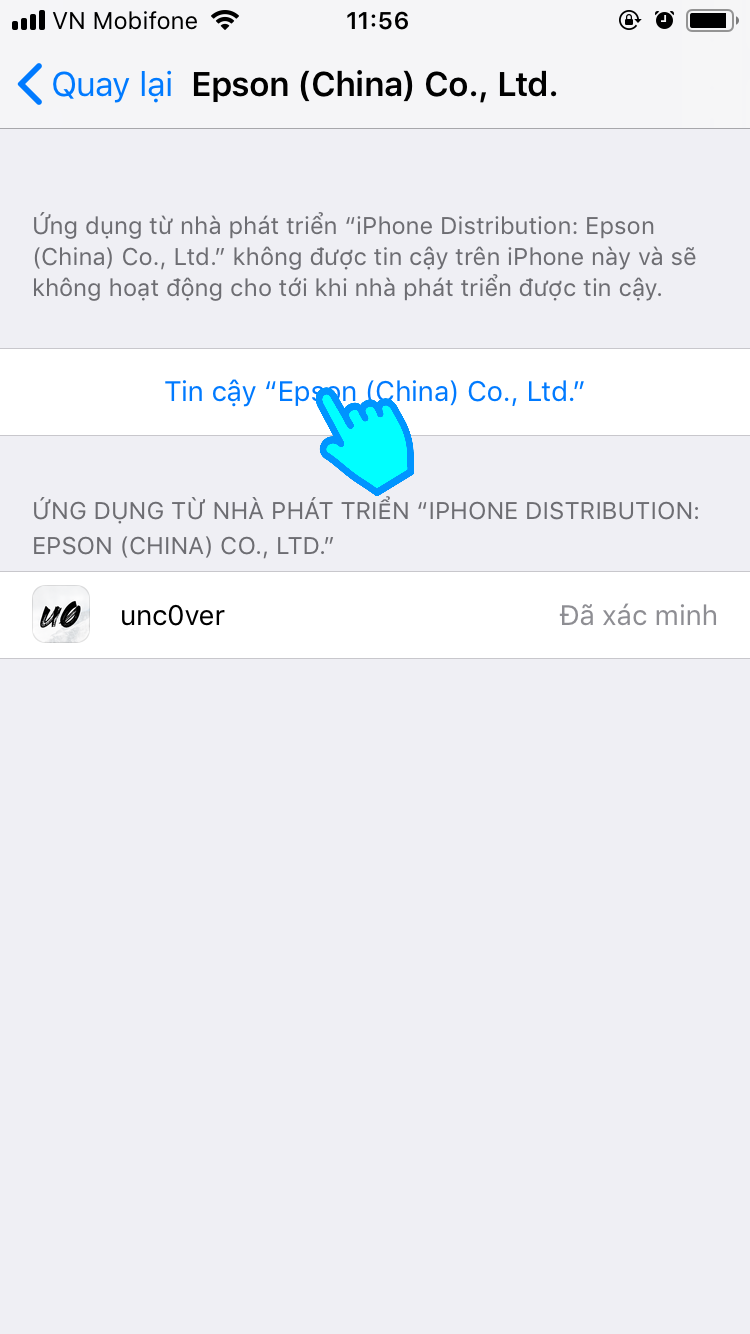 VN Mobifone 11:56
Quay lại Epson (China) Co., Ltd.
Ứng dụng từ nhà phát triển “iPhone Distribution: Epson
(China) Co., Ltd.” không được tin cậy trên iPhone này và sẽ
không hoạt động cho tới khi nhà phát triển được tin cậy.
Tin cậy “Epson (China) Co., Ltd.”
ỨNG DỤNG TỪ NHÀ PHÁT TRIỂN “IPHONE DISTRIBUTION:
EPSON (CHINA) CO., LTD.”
u0 unc0ver Đã xác minh